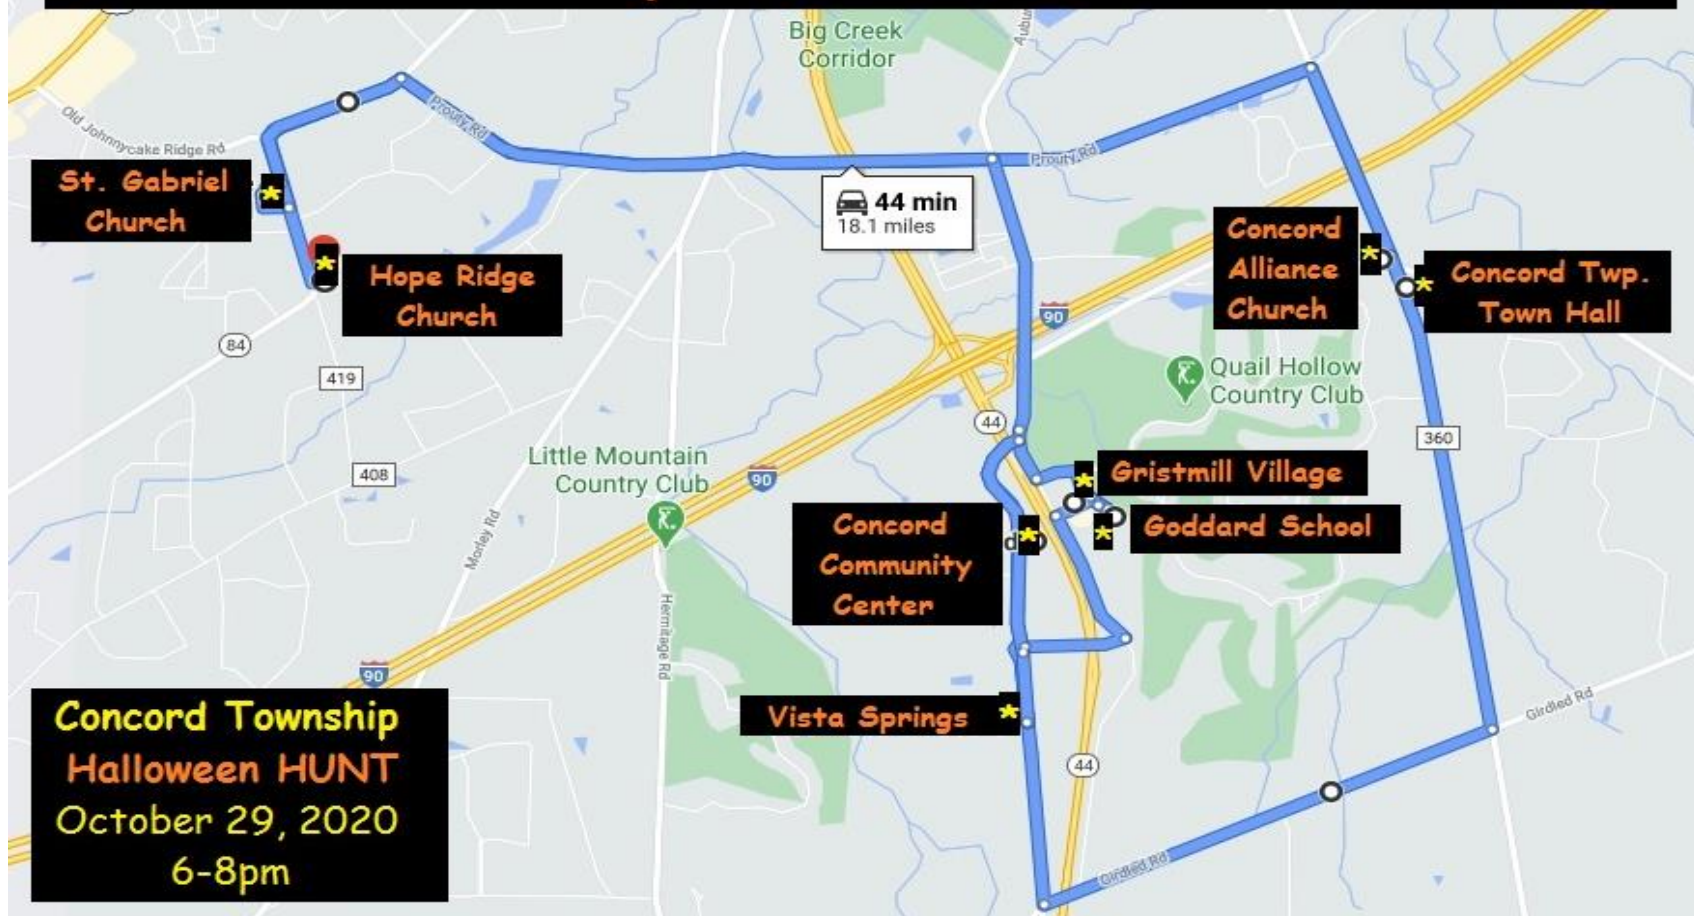 Big Creek
Corridor
Prouty Rd
Old Johnnycake Ridge Rd
Prouty Rd
St. Gabriel
Church
44 min
18.1 miles
Concord
Alliance
Church
Concord Twp.
Town Hall
Hope Ridge
Church
90
84
419
Quail Hollow
Country Club
44
360
408
Little Mountain
Country Club
90
Gristmill Village
Concord
Community
Center
Goddard School
Morley Rd
Hermitage Rd
90
Vista Springs
Girdled Rd
Concord Township
Halloween HUNT
October 29, 2020
6-8pm
44
Girdled Rd